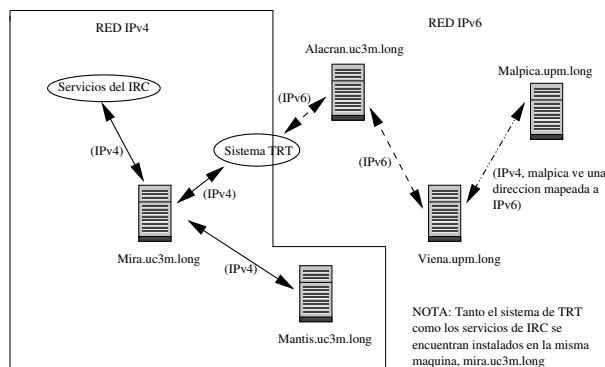 RED IPv4
RED IPv6
Alacran.uc3m.long
Malpica.upm.long
Servicios del IRC
(IPv6)
(IPv4)
Sistema TRT
(IPv6)
(IPv4, malpica ve una
direccion mapeada a
IPv6)
(IPv4)
Mira.uc3m.long
Viena.upm.long
(IPv4)
Mantis.uc3m.long
NOTA: Tanto el sistema de TRT
como los servicios de IRC se
encuentran instalados en la misma
maquina, mira.uc3m.long